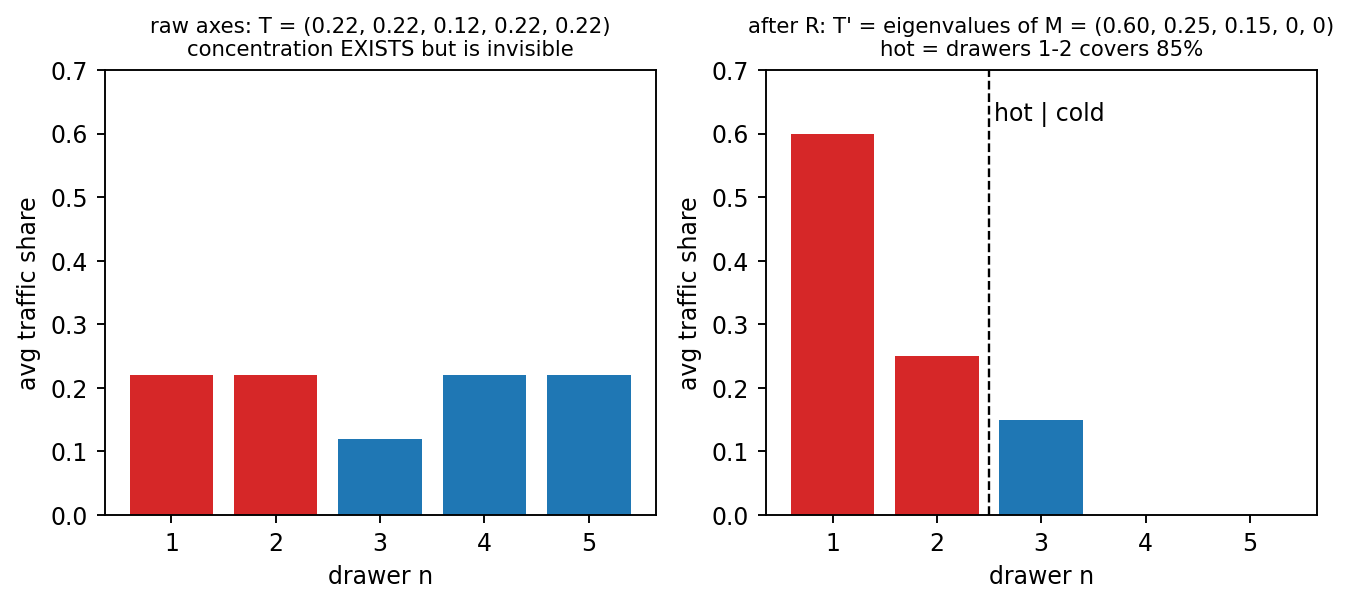 raw axes: T = (0.22, 0.22, 0.12, 0.22, 0.22)
concentration EXISTS but is invisible
0.7
0.6
0.5
0.4
0.3
0.2
0.1
0.0
avg traffic share
1 2 3 4 5
drawer n
after R: T' = eigenvalues of M = (0.60, 0.25, 0.15, 0, 0)
hot = drawers 1-2 covers 85%
hot | cold
0.7
0.6
0.5
0.4
0.3
0.2
0.1
0.0
avg traffic share
1 2 3 4 5
drawer n